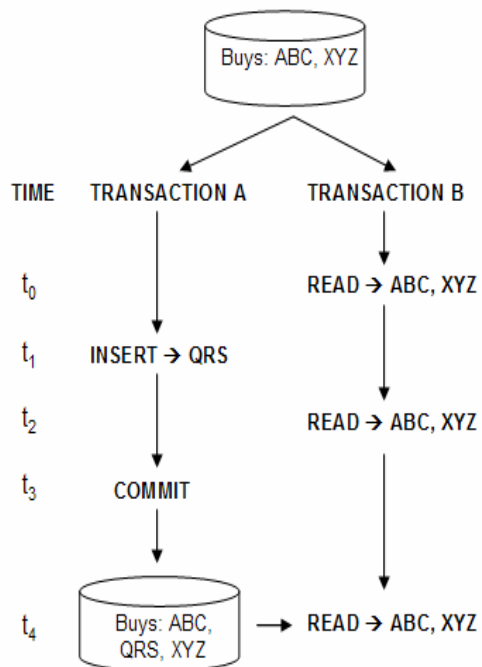 Buys: ABC, XYZ
TIME TRANSACTION A TRANSACTION B
t₀ READ → ABC, XYZ
t₁ INSERT → QRS
t₂ READ → ABC, XYZ
t₃ COMMIT
Buys: ABC,
t₄ READ → ABC, XYZ
QRS, XYZ